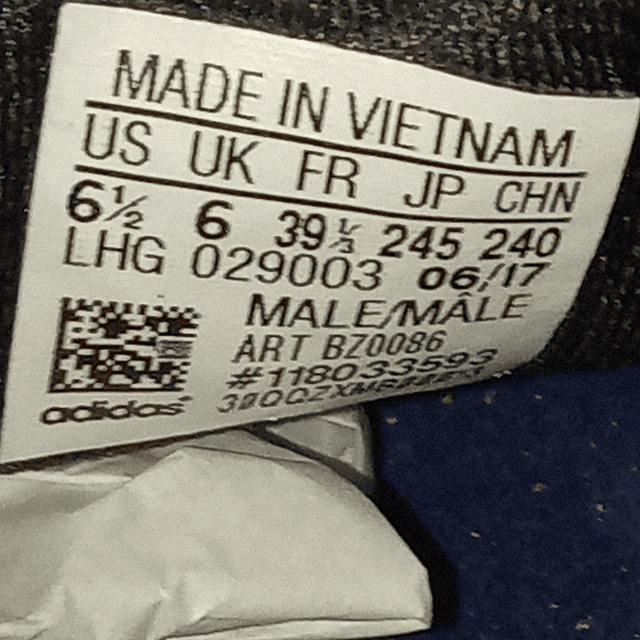 MADE IN VIETNAM
US UK FR JP CHN
6½ 6 39⅓ 245 240
LHG 029003 06/17
MALE/MÂLE
ART BZ0086
#118033593
adidas